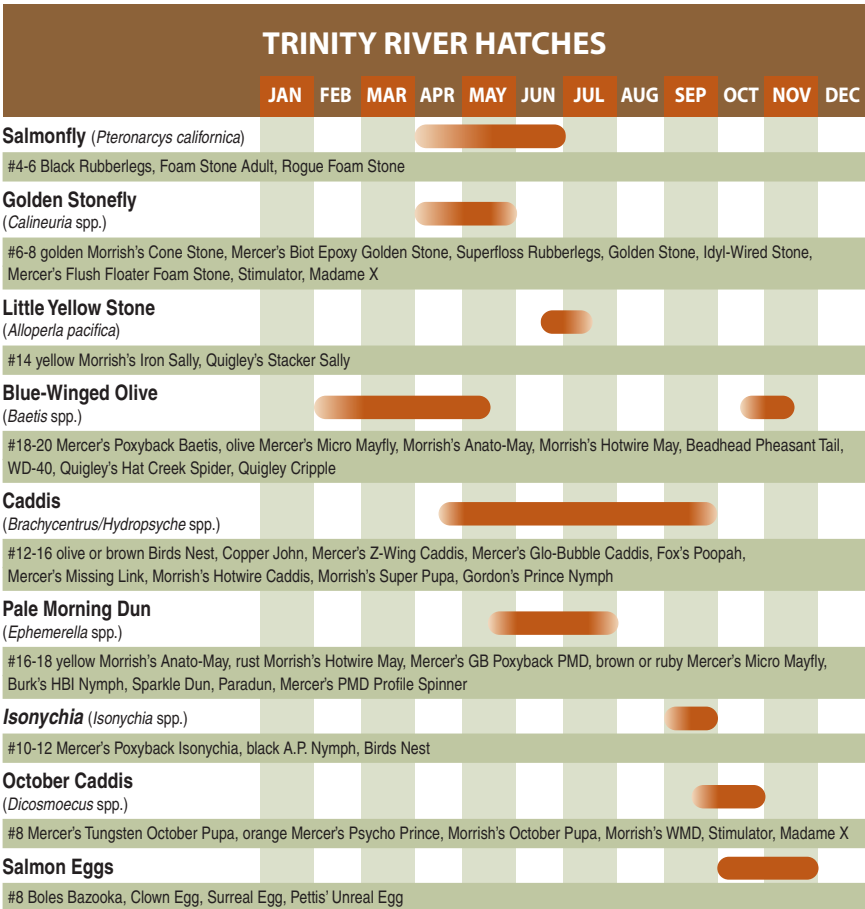 TRINITY RIVER HATCHES
JAN FEB MAR APR MAY JUN JUL AUG SEP OCT NOV DEC
Salmonfly (Pteronarcys californica)
#4-6 Black Rubberlegs, Foam Stone Adult, Rogue Foam Stone
Golden Stonefly
(Calineuria spp.)
#6-8 golden Morrish's Cone Stone, Mercer's Biot Epoxy Golden Stone, Superfloss Rubberlegs, Golden Stone, Idyl-Wired Stone,
Mercer's Flush Floater Foam Stone, Stimulator, Madame X
Little Yellow Stone
(Alloperla pacifica)
#14 yellow Morrish's Iron Sally, Quigley's Stacker Sally
Blue-Winged Olive
(Baetis spp.)
#18-20 Mercer's Poxyback Baetis, olive Mercer's Micro Mayfly, Morrish's Anato-May, Morrish's Hotwire May, Beadhead Pheasant Tail,
WD-40, Quigley's Hat Creek Spider, Quigley Cripple
Caddis
(Brachycentrus/Hydropsyche spp.)
#12-16 olive or brown Birds Nest, Copper John, Mercer's Z-Wing Caddis, Mercer's Glo-Bubble Caddis, Fox's Poopah,
Mercer's Missing Link, Morrish's Hotwire Caddis, Morrish's Super Pupa, Gordon's Prince Nymph
Pale Morning Dun
(Ephemerella spp.)
#16-18 yellow Morrish's Anato-May, rust Morrish's Hotwire May, Mercer's GB Poxyback PMD, brown or ruby Mercer's Micro Mayfly,
Burk's HBI Nymph, Sparkle Dun, Paradun, Mercer's PMD Profile Spinner
Isonychia (Isonychia spp.)
#10-12 Mercer's Poxyback Isonychia, black A.P. Nymph, Birds Nest
October Caddis
(Dicosmoecus spp.)
#8 Mercer's Tungsten October Pupa, orange Mercer's Psycho Prince, Morrish's October Pupa, Morrish's WMD, Stimulator, Madame X
Salmon Eggs
#8 Boles Bazooka, Clown Egg, Surreal Egg, Pettis' Unreal Egg